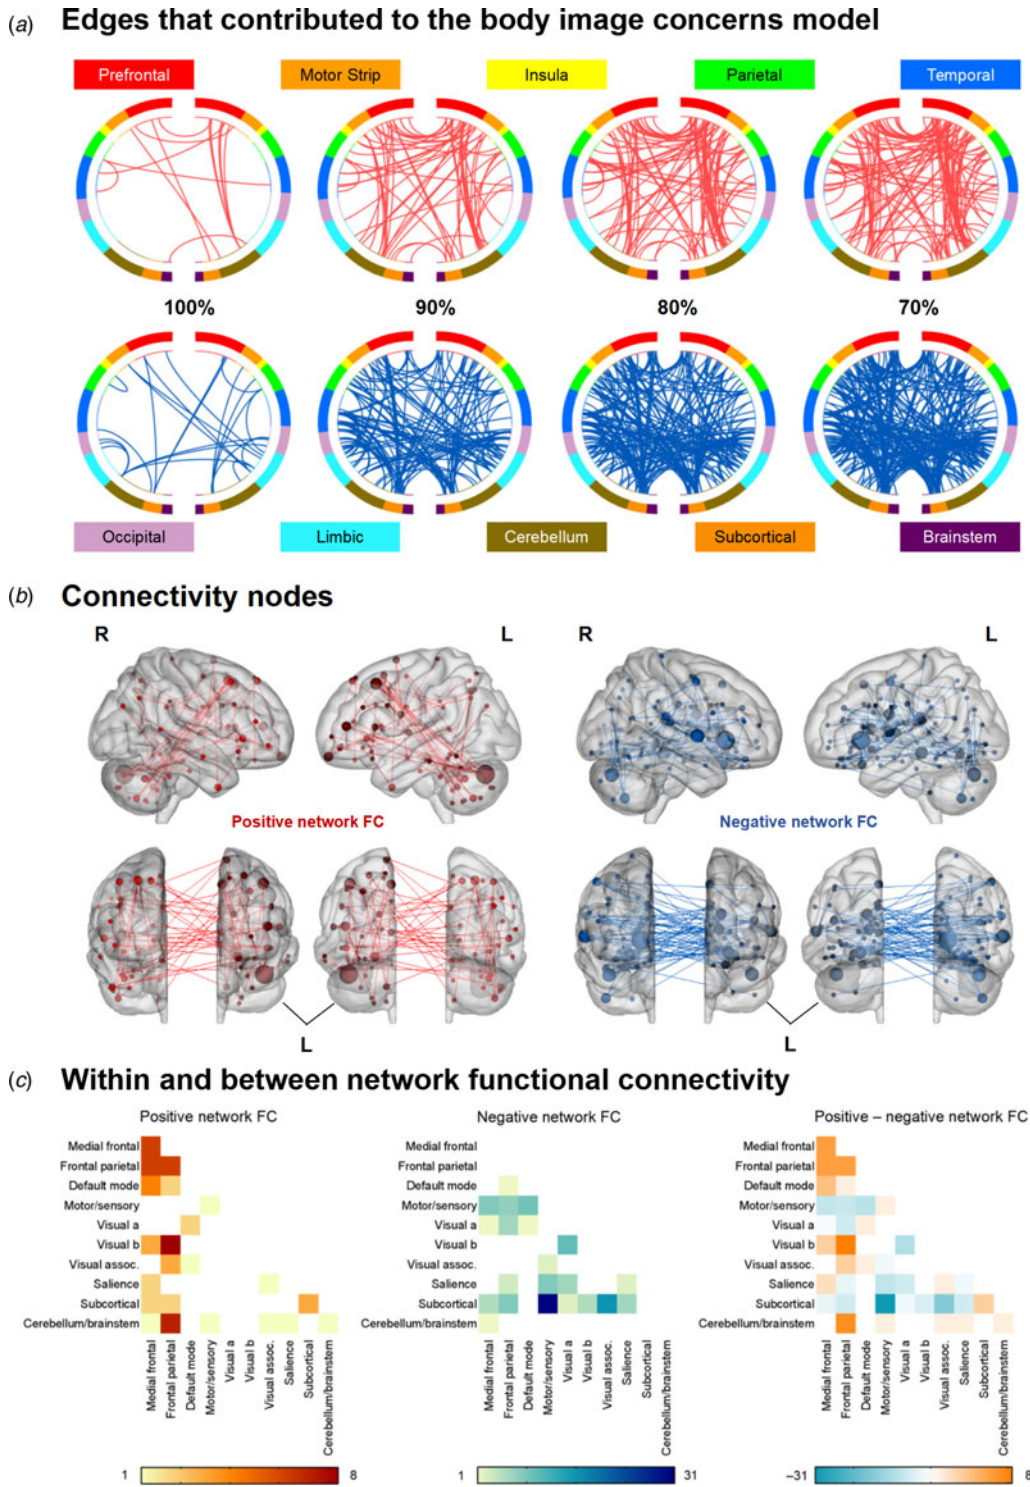 (a) Edges that contributed to the body image concerns model
Prefrontal Motor Strip Insula Parietal Temporal
100% 90% 80% 70%
Occipital Limbic Cerebellum Subcortical Brainstem
(b) Connectivity nodes
R L R L
Positive network FC Negative network FC
L L
(c) Within and between network functional connectivity
Positive network FC
Medial frontal
Frontal parietal
Default mode
Motor/sensory
Visual a
Visual b
Visual assoc.
Salience
Subcortical
Cerebellum/brainstem
Medial frontal
Frontal parietal
Default mode
Motor/sensory
Visual a
Visual b
Visual assoc.
Salience
Subcortical
Cerebellum/brainstem
1 8
Negative network FC
Medial frontal
Frontal parietal
Default mode
Motor/sensory
Visual a
Visual b
Visual assoc.
Salience
Subcortical
Cerebellum/brainstem
Medial frontal
Frontal parietal
Default mode
Motor/sensory
Visual a
Visual b
Visual assoc.
Salience
Subcortical
Cerebellum/brainstem
1 31
Positive – negative network FC
Medial frontal
Frontal parietal
Default mode
Motor/sensory
Visual a
Visual b
Visual assoc.
Salience
Subcortical
Cerebellum/brainstem
Medial frontal
Frontal parietal
Default mode
Motor/sensory
Visual a
Visual b
Visual assoc.
Salience
Subcortical
Cerebellum/brainstem
–31 8